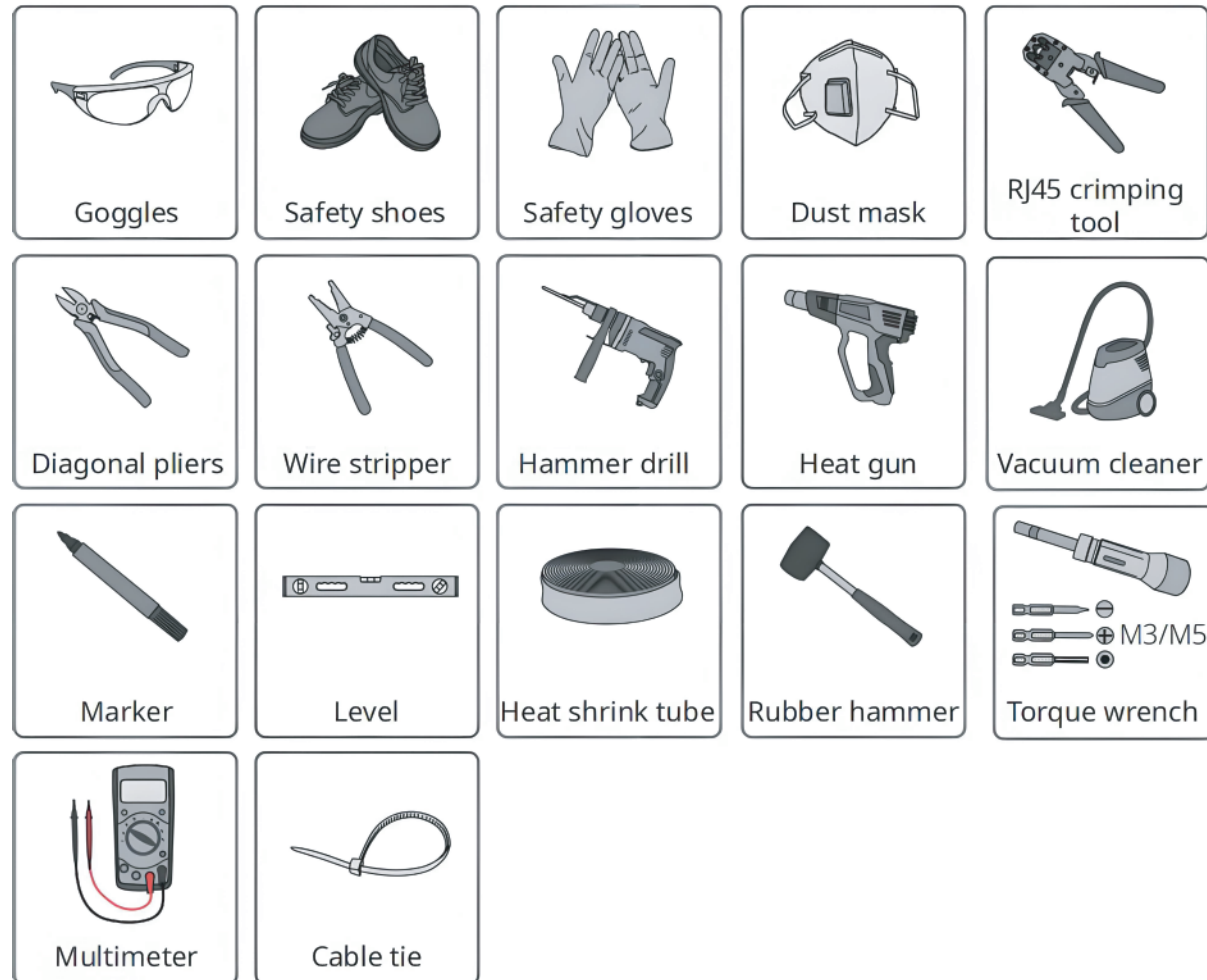 Goggles
Safety shoes
Safety gloves
Dust mask
RJ45 crimping
tool
Diagonal pliers
Wire stripper
Hammer drill
Heat gun
Vacuum cleaner
Marker
Level
Heat shrink tube
Rubber hammer
M3/M5
Torque wrench
Multimeter
Cable tie